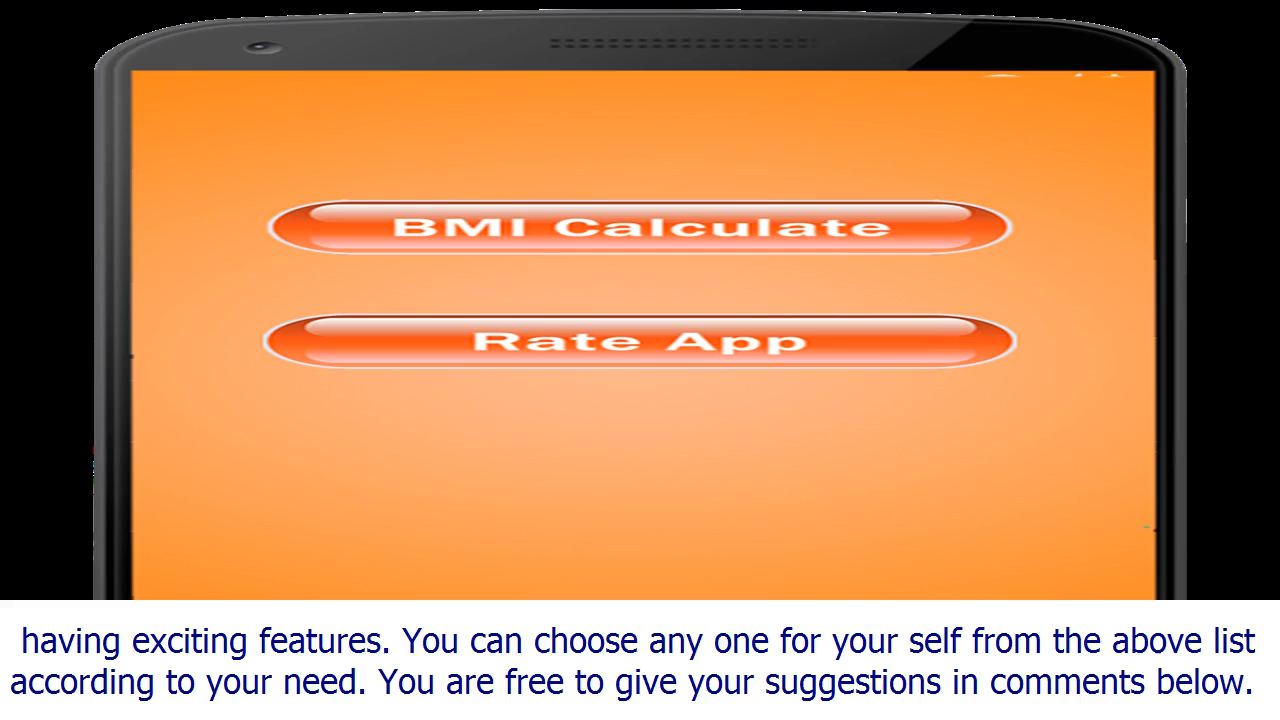 BMI Calculate
Rate App
having exciting features. You can choose any one for your self from the above list
according to your need. You are free to give your suggestions in comments below.